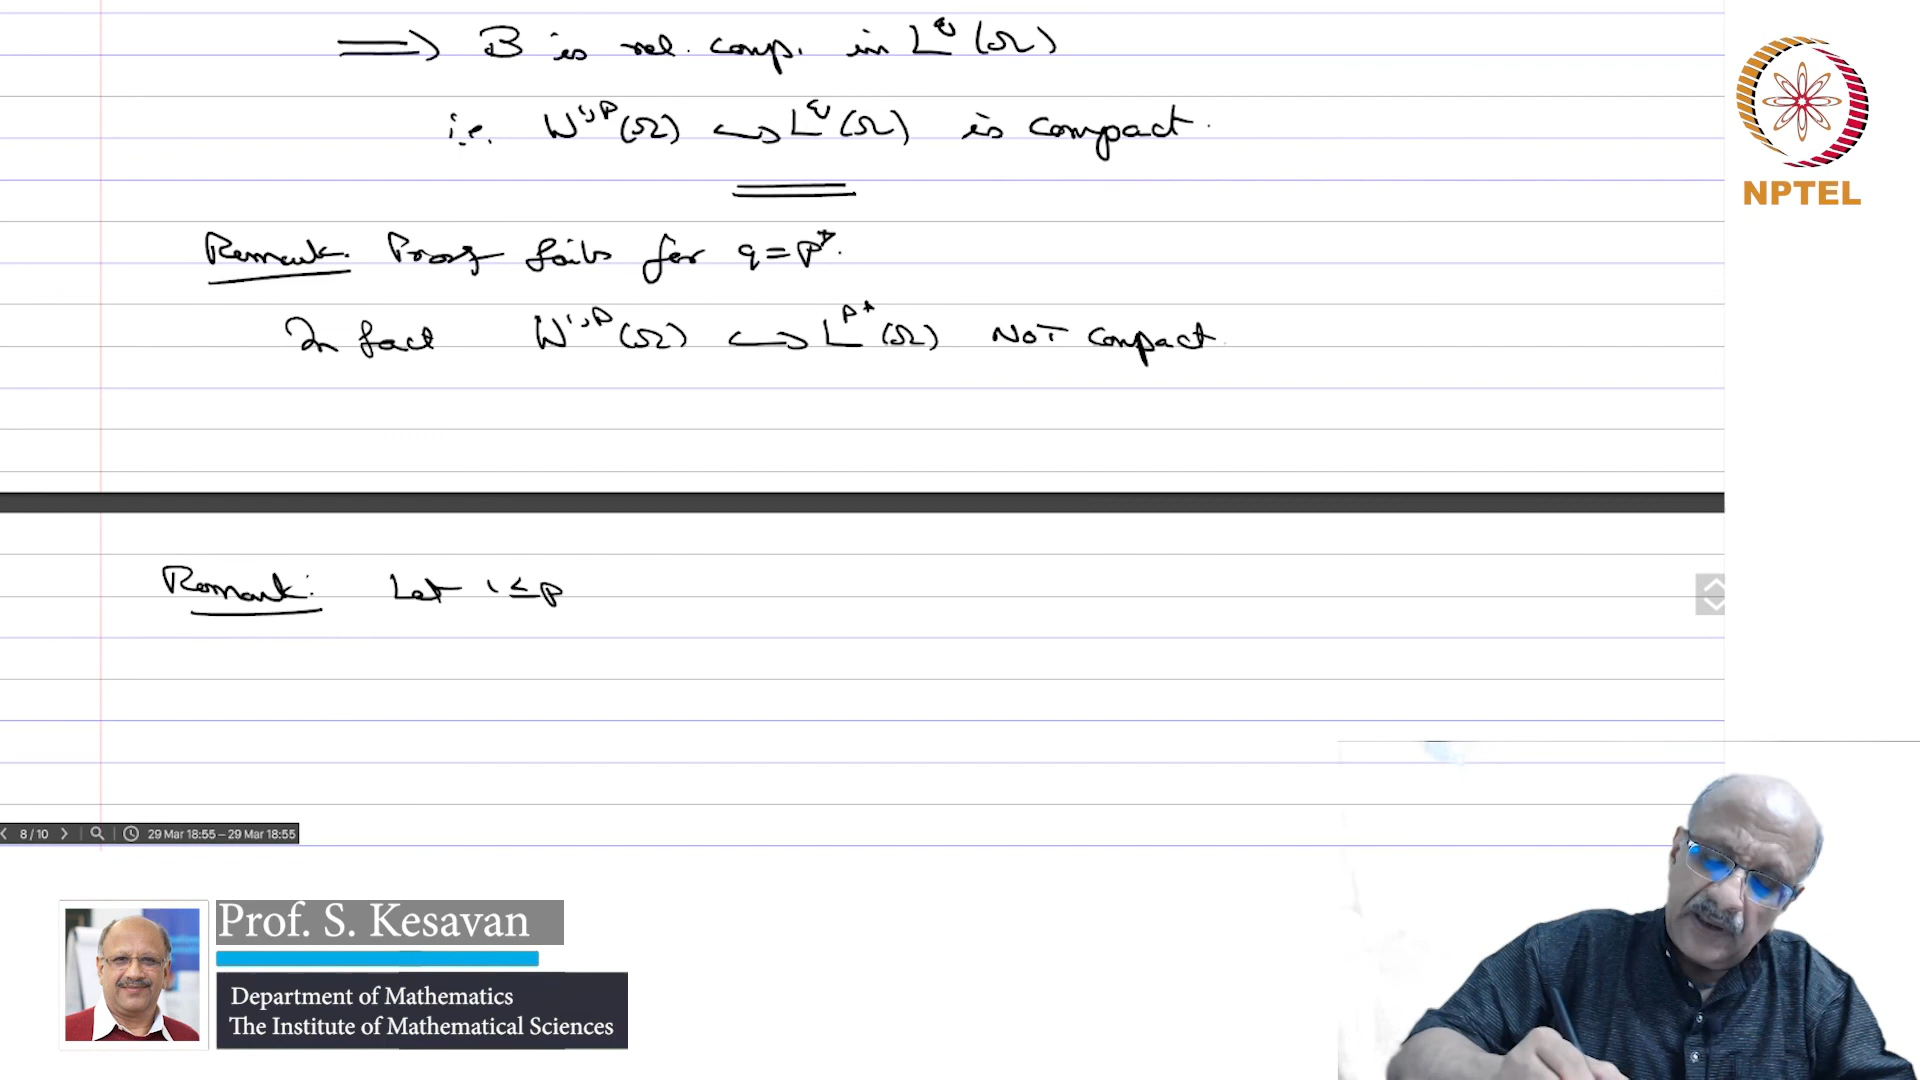 ⟹ B is rel. comp. in L^q(Ω)
i.e. W^{1,p}(Ω) ↪ L^q(Ω) is compact.
NPTEL
Remark. Proof fails for q = p*.
In fact W^{1,p}(Ω) ↪ L^{p*}(Ω) NOT compact.
Remark: Let 1 ≤ p
8 / 10 29 Mar 18:55 – 29 Mar 18:55
Prof. S. Kesavan
Department of Mathematics
The Institute of Mathematical Sciences